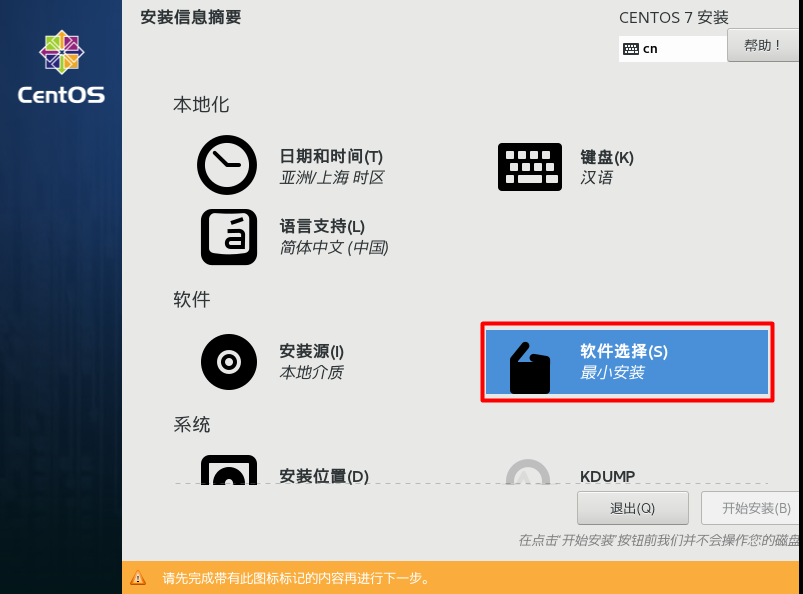 安装信息摘要
CENTOS 7 安装
cn
帮助！
CentOS
本地化
日期和时间(T)
亚洲/上海 时区
键盘(K)
汉语
语言支持(L)
简体中文 (中国)
软件
安装源(I)
本地介质
软件选择(S)
最小安装
系统
安装位置(D)
KDUMP
退出(Q)
开始安装(B)
在点击'开始安装'按钮前我们并不会操作您的磁盘
请先完成带有此图标标记的内容再进行下一步。